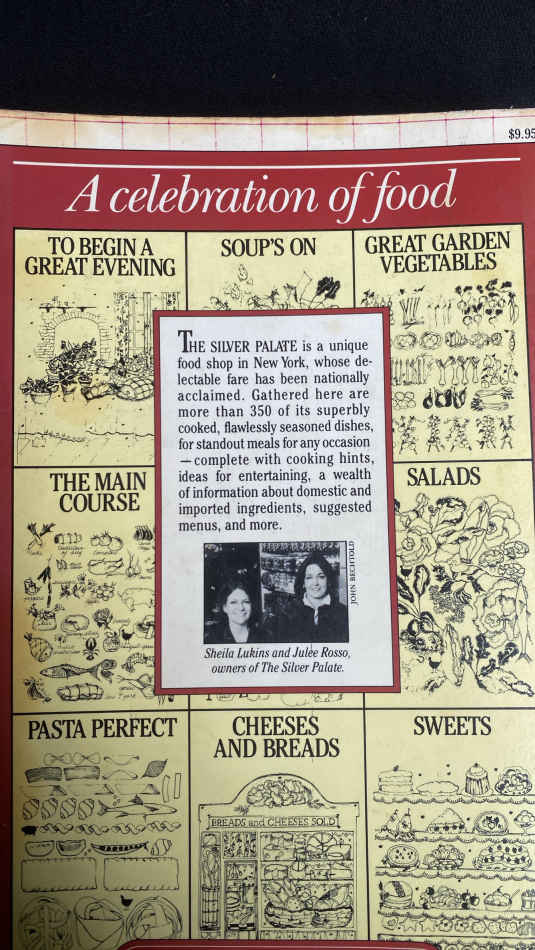 $9.95
A celebration of food
TO BEGIN A
GREAT EVENING
SOUP'S ON
GREAT GARDEN
VEGETABLES
THE SILVER PALATE is a unique
food shop in New York, whose de-
lectable fare has been nationally
acclaimed. Gathered here are
more than 350 of its superbly
cooked, flawlessly seasoned dishes,
for standout meals for any occasion
—complete with cooking hints,
ideas for entertaining, a wealth
of information about domestic and
imported ingredients, suggested
menus, and more.
JOHN BECHTOLD
Sheila Lukins and Julee Rosso,
owners of The Silver Palate.
THE MAIN
COURSE
SALADS
PASTA PERFECT
CHEESES
AND BREADS
BREADS and CHEESES SOLD
SWEETS